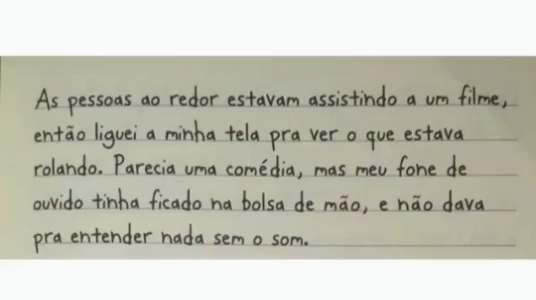 As pessoas ao redor estavam assistindo a um filme,
então liguei a minha tela pra ver o que estava
rolando. Parecia uma comédia, mas meu fone de
ouvido tinha ficado na bolsa de mão, e não dava
pra entender nada sem o som.